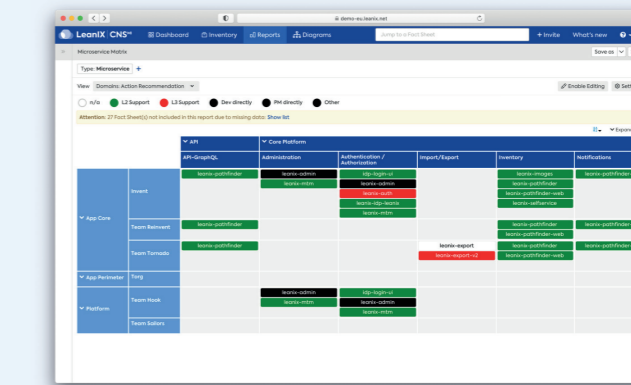 demo-eu.leanix.net
LeanIX CNS
Dashboard Inventory Reports Diagrams Jump to a Fact Sheet + Invite What's new
Microservice Matrix Save as
Type: Microservice +
View Domains: Action Recommendation Enable Editing Sett
n/a L2 Support L3 Support Dev directly PM directly Other
Attention: 27 Fact Sheet(s) not included in this report due to missing data: Show list
Expan
API Core Platform
API-GraphQL Administration Authentication / Authorization Import/Export Inventory Notifications
App Core
Invent
leanix-pathfinder leanix-admin idp-login-ui leanix-images leanix-pathfinder
leanix-mtm leanix-admin leanix-pathfinder
leanix-auth leanix-pathfinder-web
leanix-idp-leanix leanix-selfservice
leanix-mtm
Team Reinvent
leanix-pathfinder leanix-pathfinder leanix-pathfinder
leanix-pathfinder-web
Team Tornado
leanix-pathfinder leanix-export leanix-pathfinder leanix-pathfinder
leanix-export-v2 leanix-pathfinder-web
App Perimeter Torg
Platform
Team Hook
leanix-admin idp-login-ui
leanix-mtm leanix-admin
leanix-mtm
Team Sailors